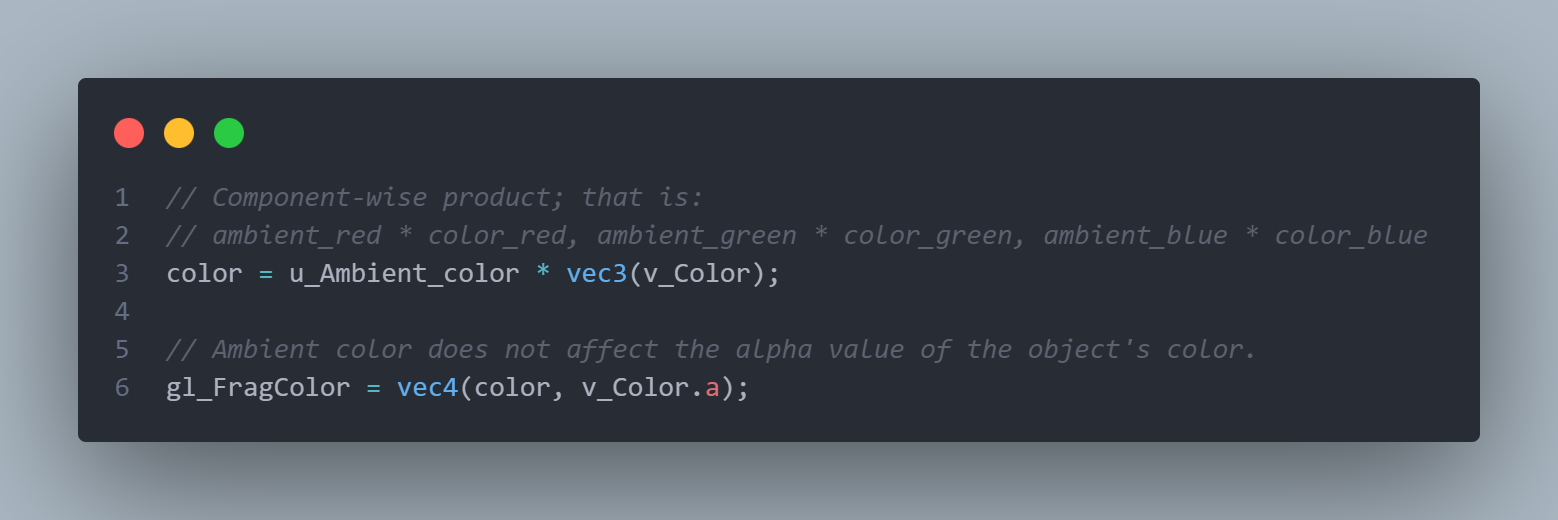 1 // Component-wise product; that is:
2 // ambient_red * color_red, ambient_green * color_green, ambient_blue * color_blue
3 color = u_Ambient_color * vec3(v_Color);
4
5 // Ambient color does not affect the alpha value of the object's color.
6 gl_FragColor = vec4(color, v_Color.a);